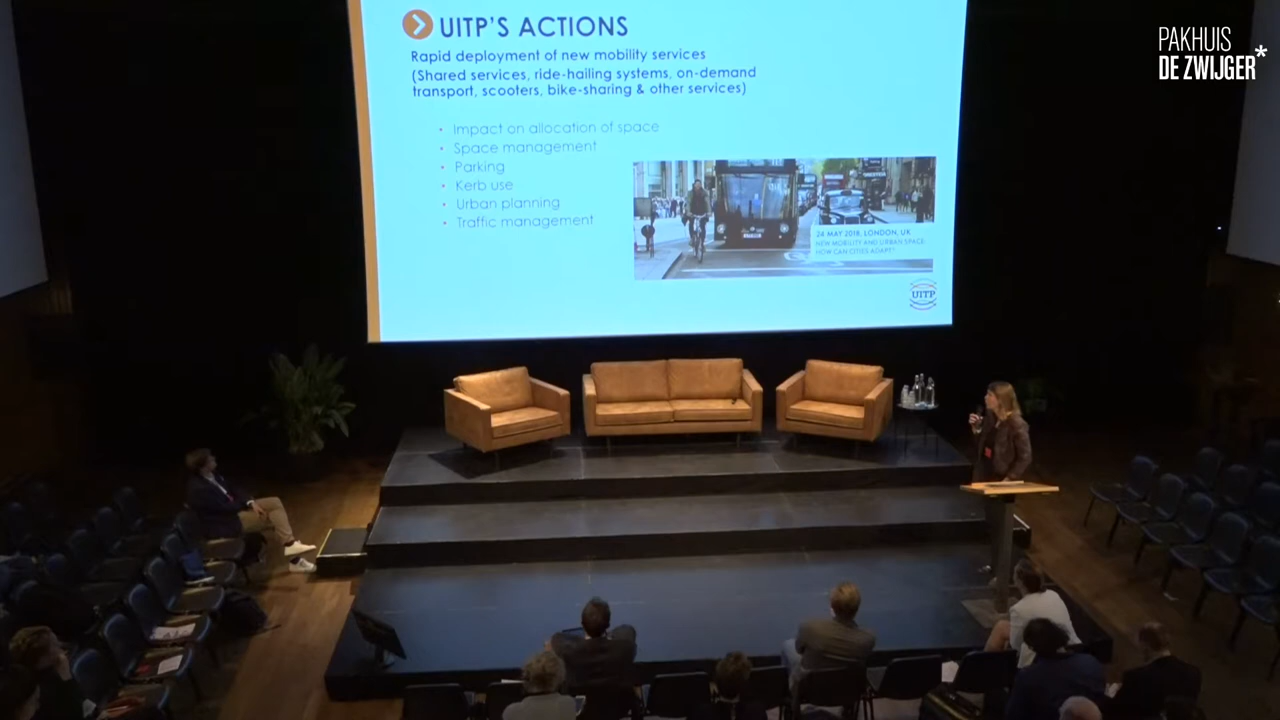 UITP'S ACTIONS
Rapid deployment of new mobility services
(Shared services, ride-hailing systems, on-demand
transport, scooters, bike-sharing & other services)
• Impact on allocation of space
• Space management
• Parking
• Kerb use
• Urban planning
• Traffic management
24 MAY 2018, LONDON, UK
NEW MOBILITY AND URBAN SPACE:
HOW CAN CITIES ADAPT?
UITP
PAKHUIS
DE ZWIJGER*